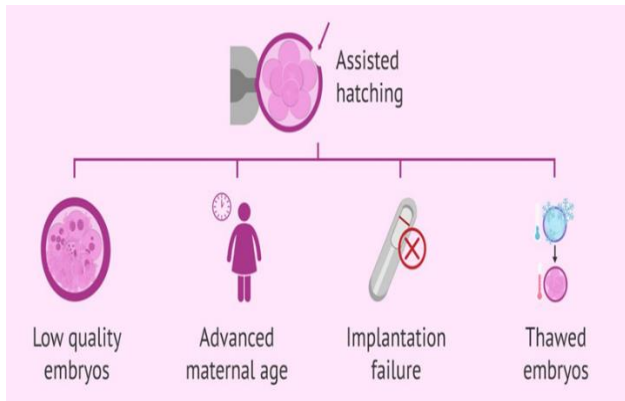 Assisted
hatching
Low quality
embryos
Advanced
maternal age
Implantation
failure
Thawed
embryos